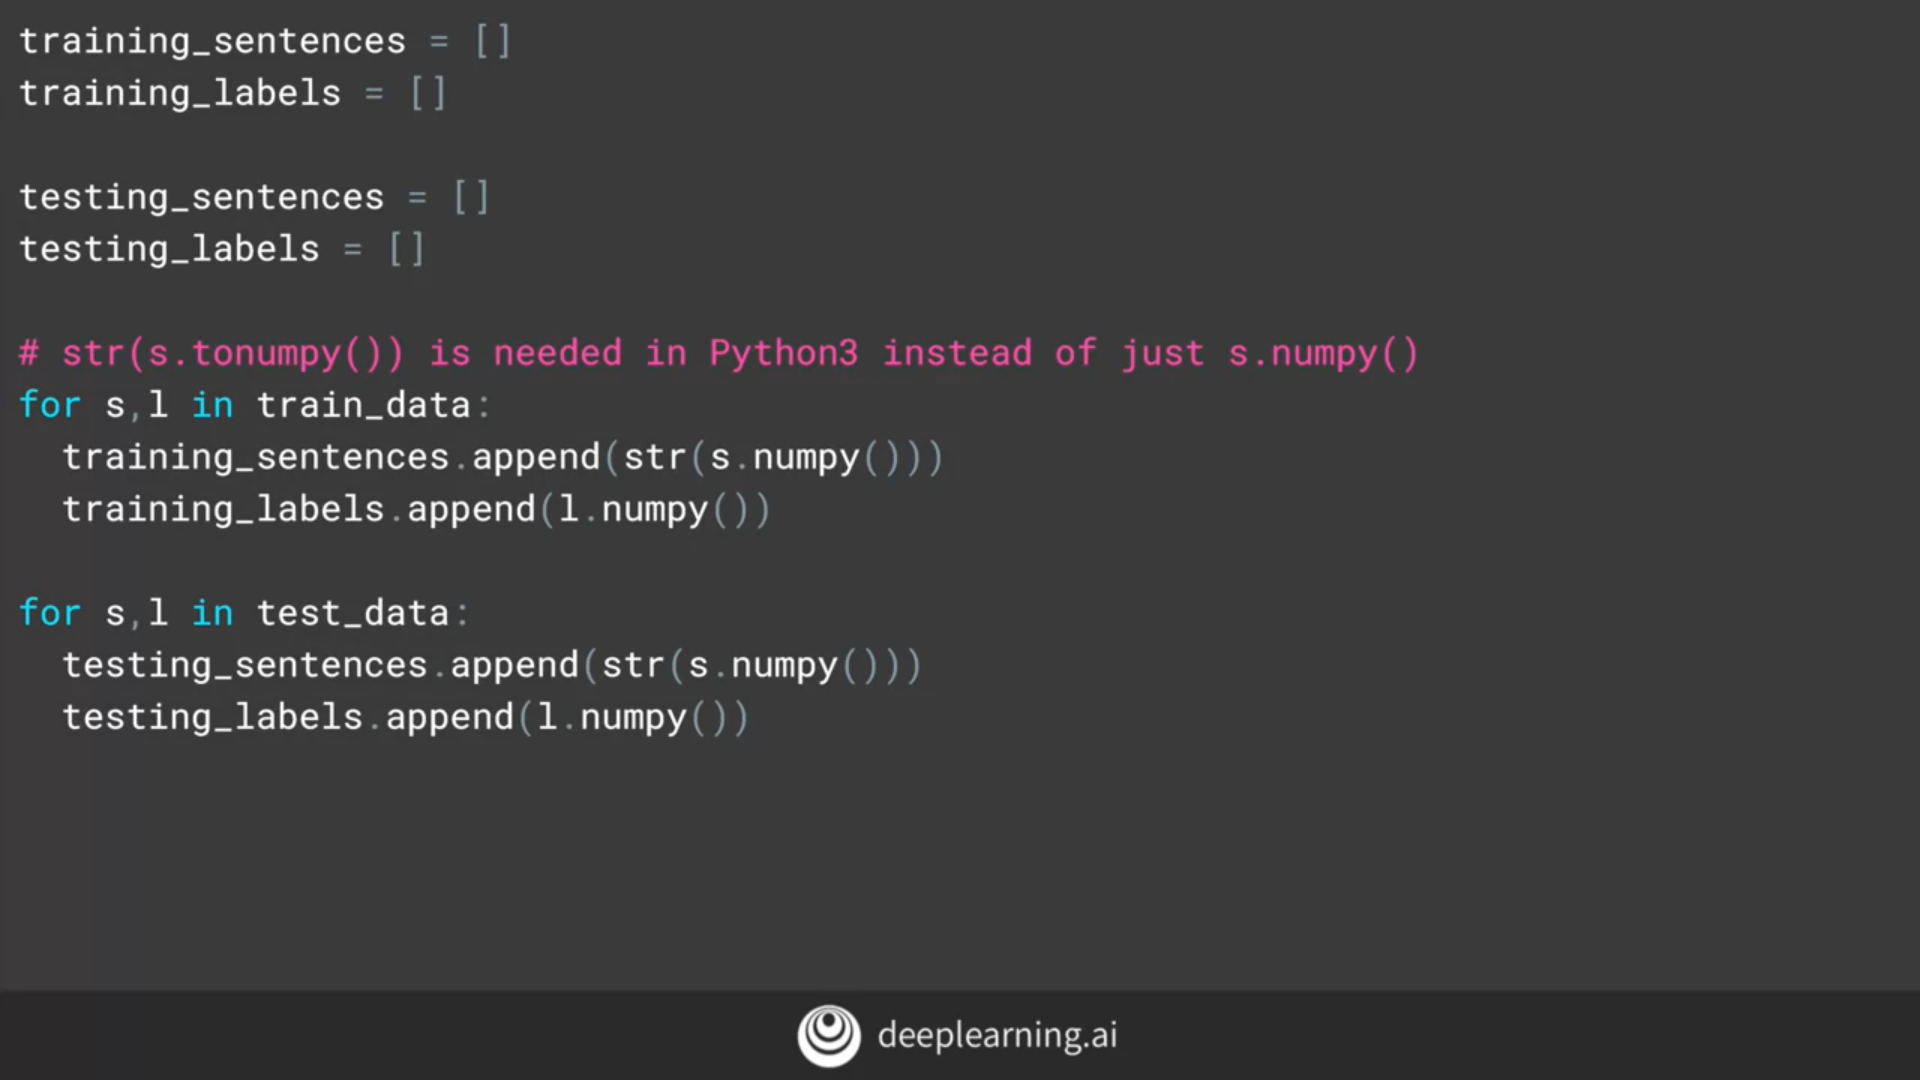 training_sentences = []
training_labels = []
testing_sentences = []
testing_labels = []
# str(s.tonumpy()) is needed in Python3 instead of just s.numpy()
for s,l in train_data:
  training_sentences.append(str(s.numpy()))
  training_labels.append(l.numpy())
for s,l in test_data:
  testing_sentences.append(str(s.numpy()))
  testing_labels.append(l.numpy())
deeplearning.ai